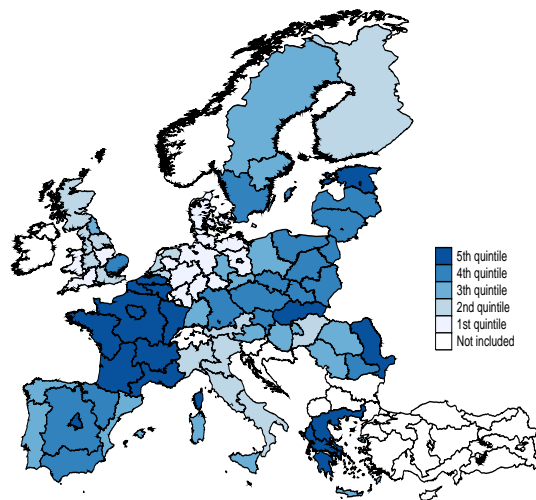 5th quintile
4th quintile
3th quintile
2nd quintile
1st quintile
Not included